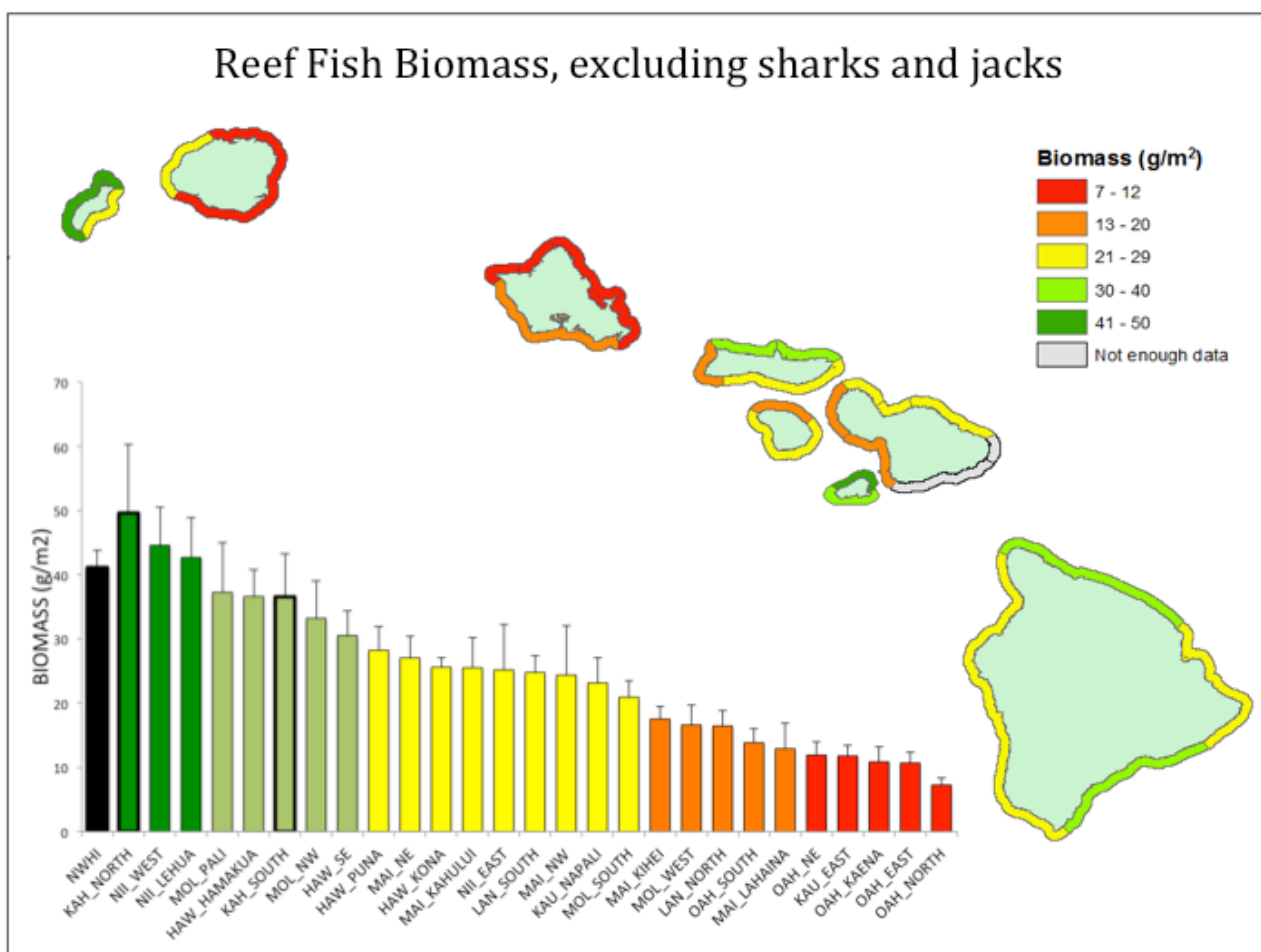 Reef Fish Biomass, excluding sharks and jacks
Biomass (g/m²)
7 - 12
13 - 20
21 - 29
30 - 40
41 - 50
Not enough data
70
60
50
40
30
20
10
0
BIOMASS (g/m2)
NWHI
KAH_NORTH
NII_WEST
NII_LEHUA
MOL_PALI
HAW_HAMAKUA
KAH_SOUTH
MOL_NW
HAW_SE
HAW_PUNA
MAI_NE
HAW_KONA
MAI_KAHULUI
NII_EAST
LAN_SOUTH
MAI_NW
KAU_NAPALI
MOL_SOUTH
MAI_KIHEI
MOL_WEST
LAN_NORTH
OAH_SOUTH
MAI_LAHAINA
OAH_NE
KAU_EAST
OAH_KAENA
OAH_EAST
OAH_NORTH